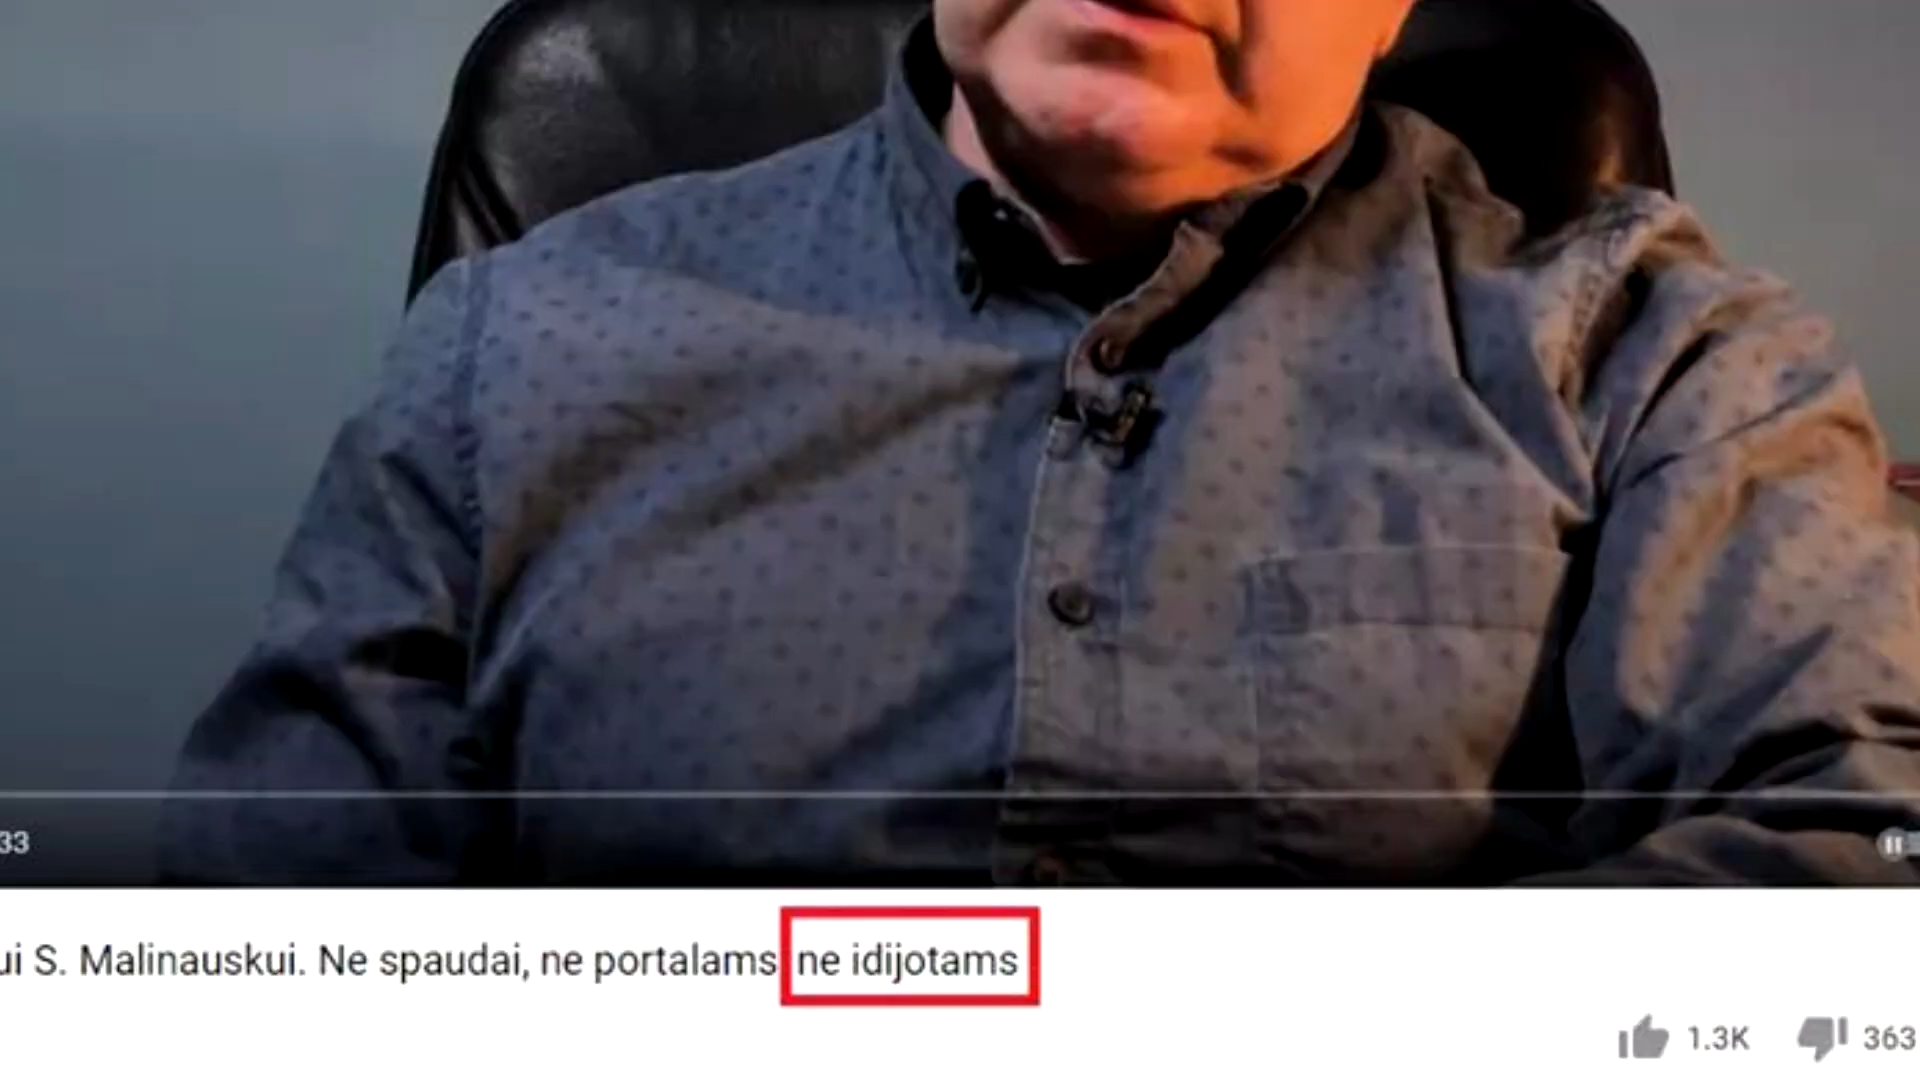 33
ui S. Malinauskui. Ne spaudai, ne portalams ne idijotams
1.3K 363